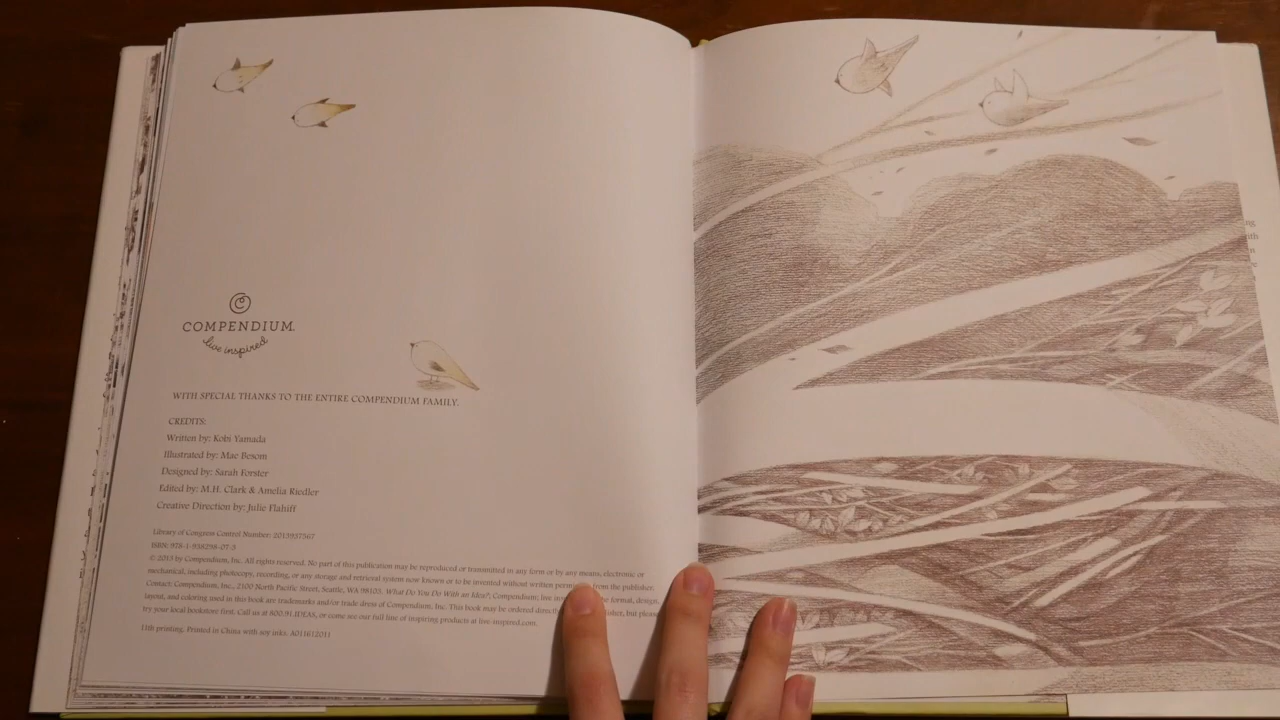 COMPENDIUM.
live inspired
WITH SPECIAL THANKS TO THE ENTIRE COMPENDIUM FAMILY.
CREDITS:
Written by: Kobi Yamada
Illustrated by: Mae Besom
Designed by: Sarah Forster
Edited by: M.H. Clark & Amelia Riedler
Creative Direction by: Julie Flahiff
Library of Congress Control Number: 2013937567
ISBN: 978-1-938298-07-3
© 2013 by Compendium, Inc. All rights reserved. No part of this publication may be reproduced or transmitted in any form or by any means, electronic or
mechanical, including photocopy, recording, or any storage and retrieval system now known or to be invented without written from the publisher.
Contact: Compendium, Inc., 2100 North Pacific Street, Seattle, WA 98103. What Do You Do With an Idea?; Compendium; live format, design,
layout, and coloring used in this book are trademarks and/or trade dress of Compendium, Inc. This book may be ordered but please
try your local bookstore first. Call us at 800.91.IDEAS, or come see our full line of inspiring products at live-inspired.com.
11th printing. Printed in China with soy inks. A011612011